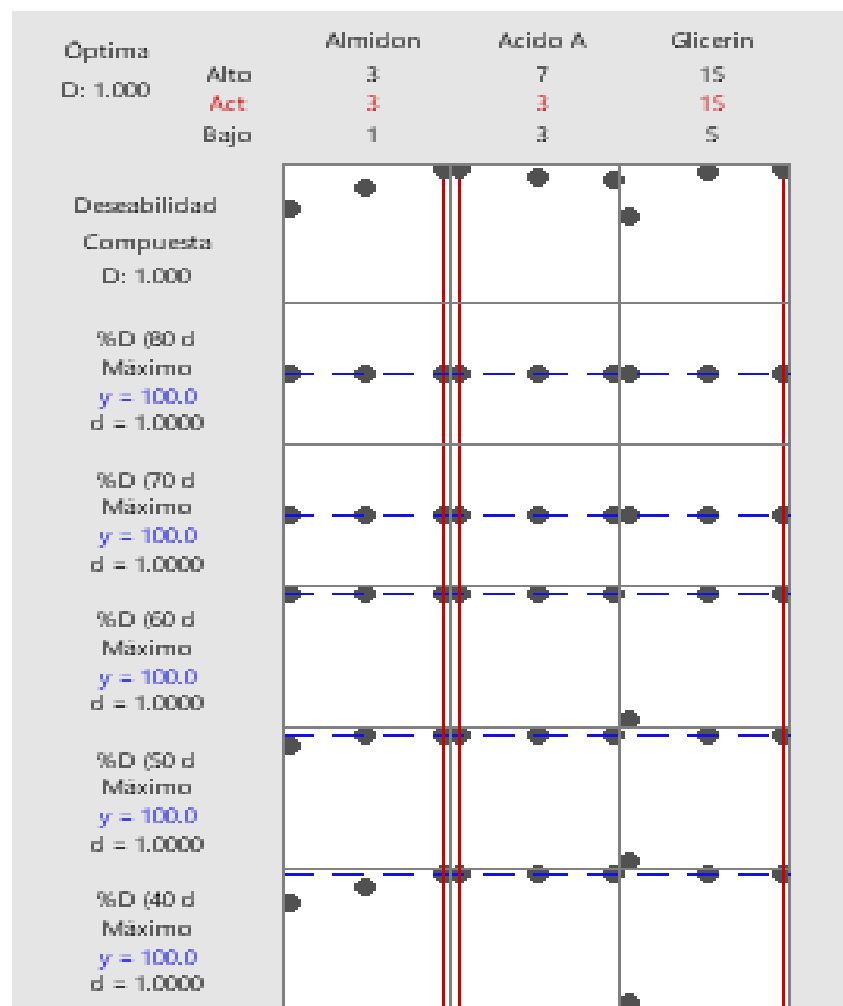 Óptima
D: 1.000
Almidon Acido A Glicerin
Alto 3 7 15
Act 3 3 15
Bajo 1 3 5
Deseabilidad
Compuesta
D: 1.000
%D (80 d
Máximo
y = 100.0
d = 1.0000
%D (70 d
Máximo
y = 100.0
d = 1.0000
%D (60 d
Máximo
y = 100.0
d = 1.0000
%D (50 d
Máximo
y = 100.0
d = 1.0000
%D (40 d
Máximo
y = 100.0
d = 1.0000